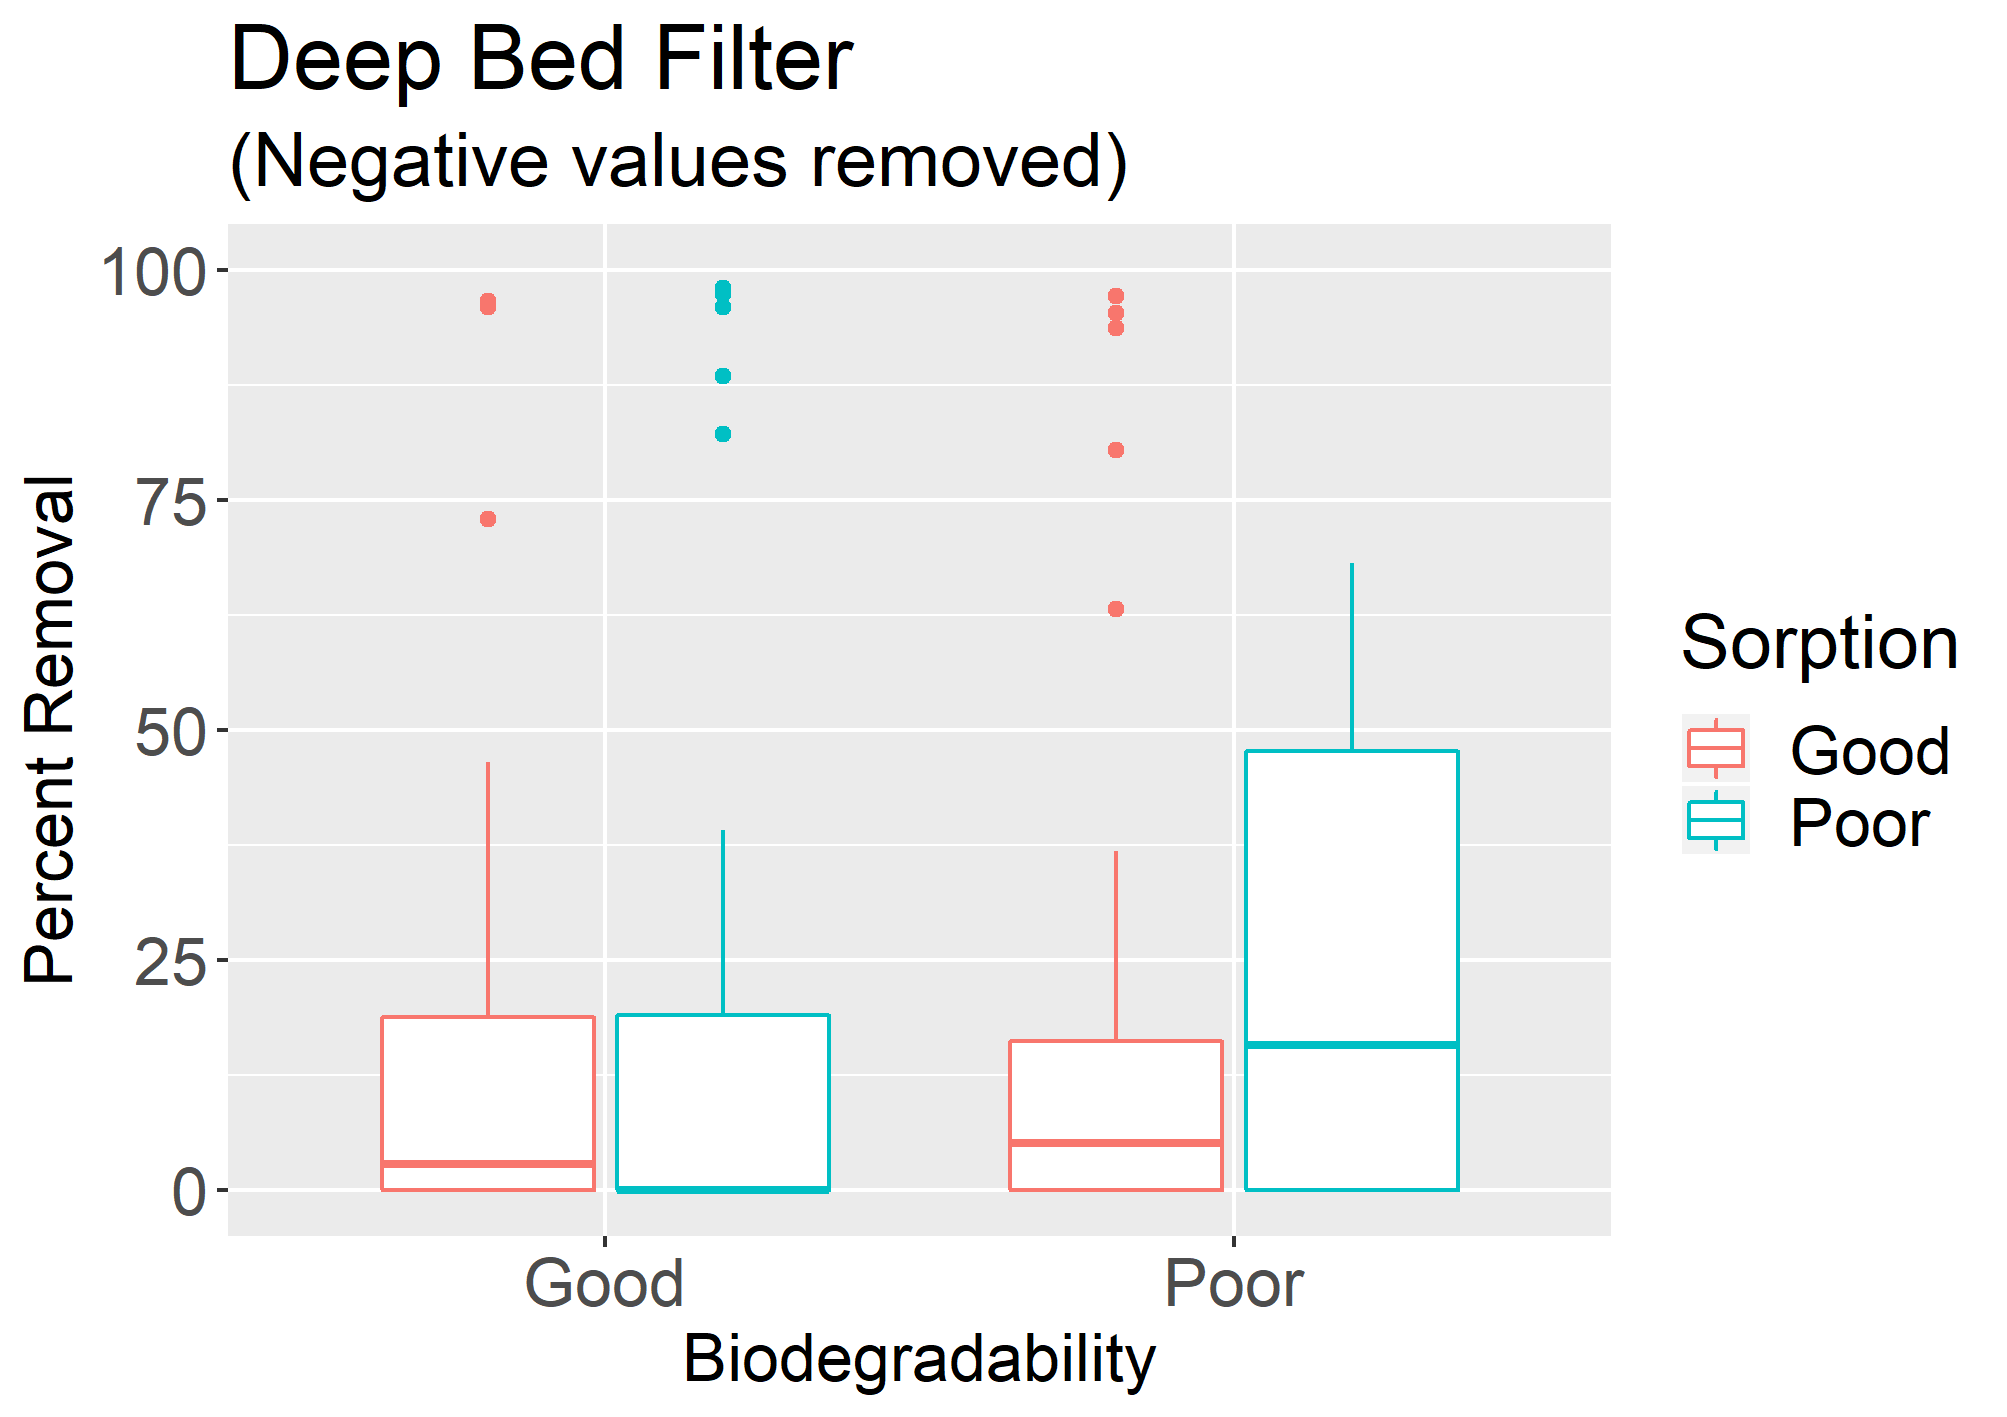 Deep Bed Filter
(Negative values removed)
100
75
50
25
0
Percent Removal
Good
Poor
Biodegradability
Sorption
Good
Poor